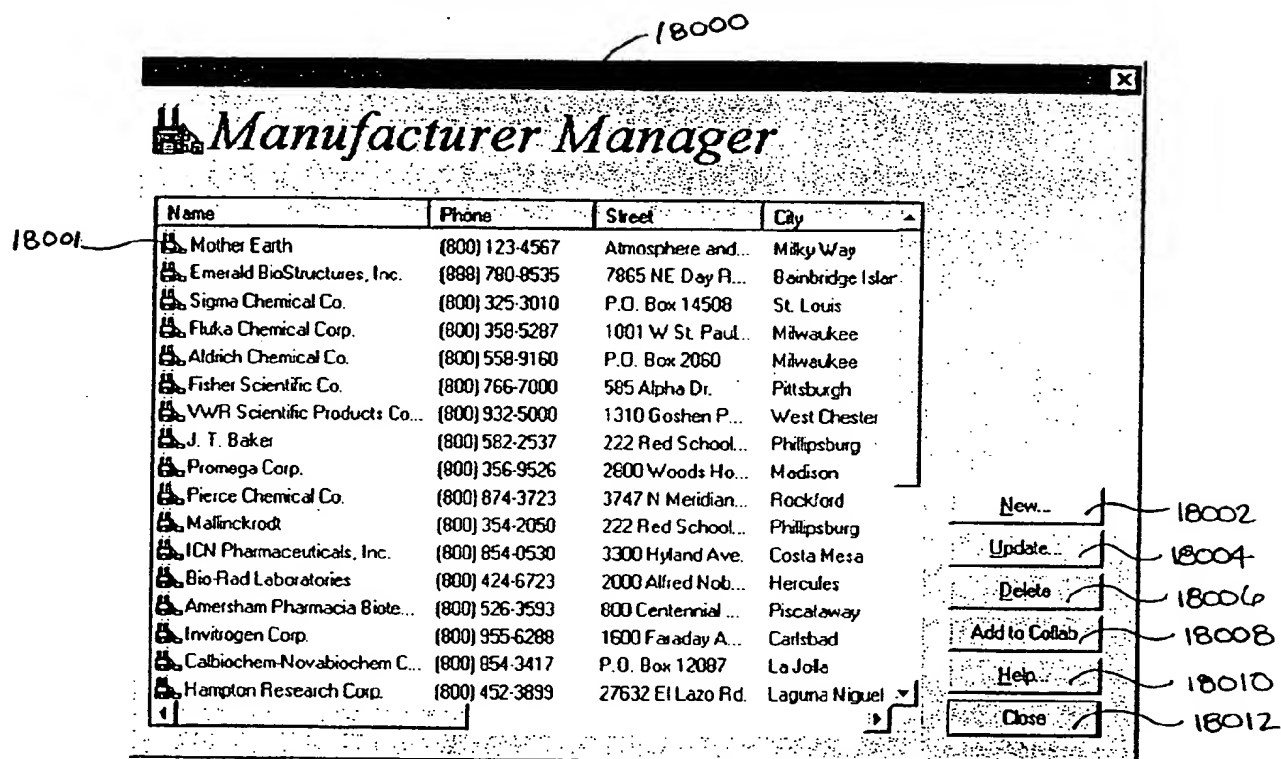 18000
Manufacturer Manager
Name Phone Street City
18001 Mother Earth (800) 123-4567 Atmosphere and... Milky Way
Emerald BioStructures, Inc. (888) 780-8535 7865 NE Day R... Bainbridge Islar
Sigma Chemical Co. (800) 325-3010 P.O. Box 14508 St. Louis
Fluka Chemical Corp. (800) 358-5287 1001 W St. Paul... Milwaukee
Aldrich Chemical Co. (800) 558-9160 P.O. Box 2060 Milwaukee
Fisher Scientific Co. (800) 766-7000 585 Alpha Dr. Pittsburgh
VWR Scientific Products Co... (800) 932-5000 1310 Goshen P... West Chester
J. T. Baker (800) 582-2537 222 Red School... Phillipsburg
Promega Corp. (800) 356-9526 2800 Woods Ho... Madison
Pierce Chemical Co. (800) 874-3723 3747 N Meridian... Rockford
Mallinckrodt (800) 354-2050 222 Red School... Phillipsburg
ICN Pharmaceuticals, Inc. (800) 854-0530 3300 Hyland Ave. Costa Mesa
Bio-Rad Laboratories (800) 424-6723 2000 Alfred Nob... Hercules
Amersham Pharmacia Biote... (800) 526-3593 800 Centennial ... Piscataway
Invitrogen Corp. (800) 955-6288 1600 Faraday A... Carlsbad
Calbiochem-Novabiochem C... (800) 854-3417 P.O. Box 12087 La Jolla
Hampton Research Corp. (800) 452-3899 27632 El Lazo Rd. Laguna Niguel
New... 18002
Update... 18004
Delete 18006
Add to Collab 18008
Help... 18010
Close 18012